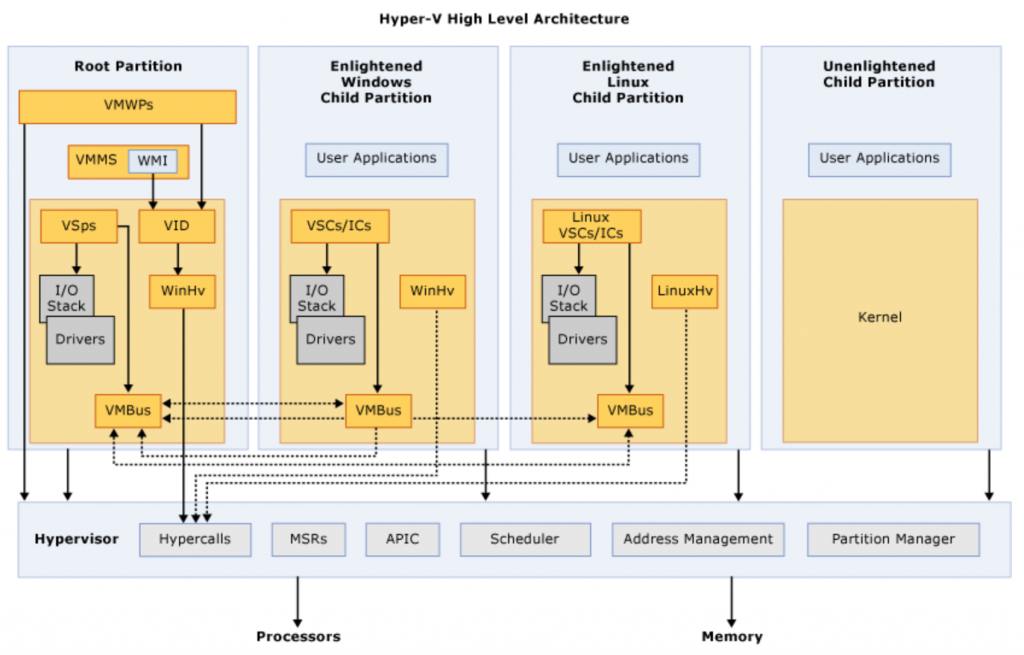 Hyper-V High Level Architecture
Root Partition
VMWPs
VMMS
WMI
VSps
VID
I/O
Stack
Drivers
WinHv
VMBus
Enlightened
Windows
Child Partition
User Applications
VSCs/ICs
I/O
Stack
Drivers
WinHv
VMBus
Enlightened
Linux
Child Partition
User Applications
Linux
VSCs/ICs
I/O
Stack
Drivers
LinuxHv
VMBus
Unenlightened
Child Partition
User Applications
Kernel
Hypervisor
Hypercalls
MSRs
APIC
Scheduler
Address Management
Partition Manager
Processors
Memory